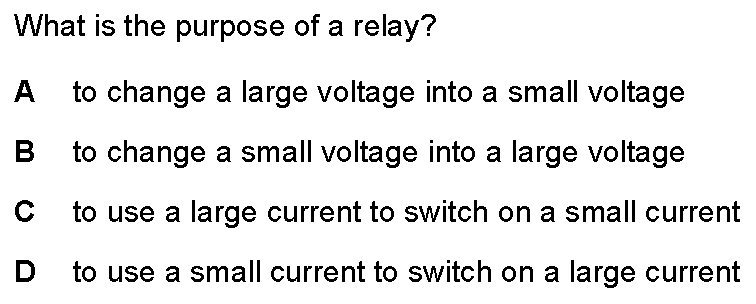 What is the purpose of a relay?
A to change a large voltage into a small voltage
B to change a small voltage into a large voltage
C to use a large current to switch on a small current
D to use a small current to switch on a large current